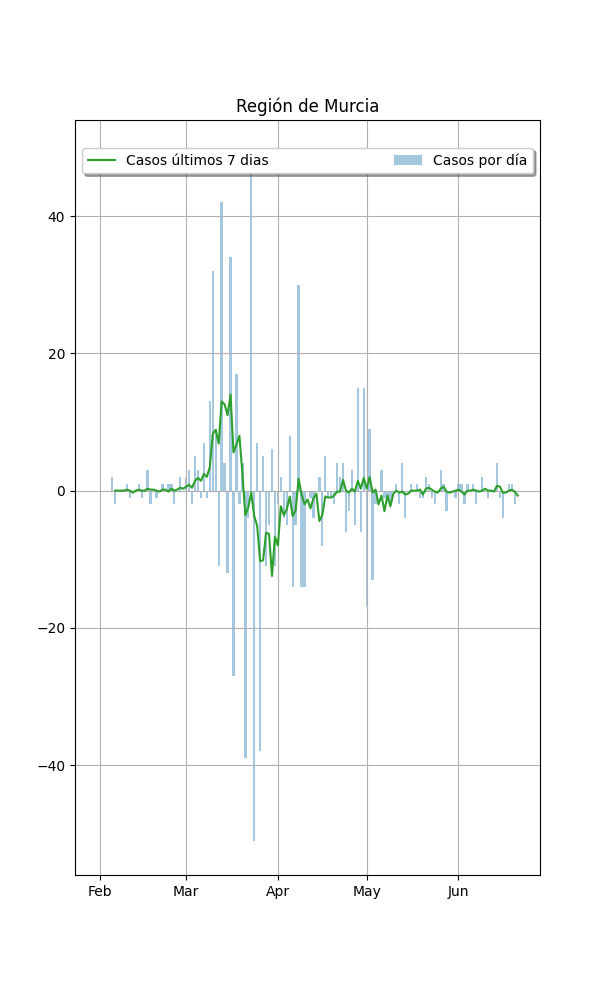 Región de Murcia
Casos últimos 7 dias
Casos por día
40
20
0
−20
−40
Feb
Mar
Apr
May
Jun